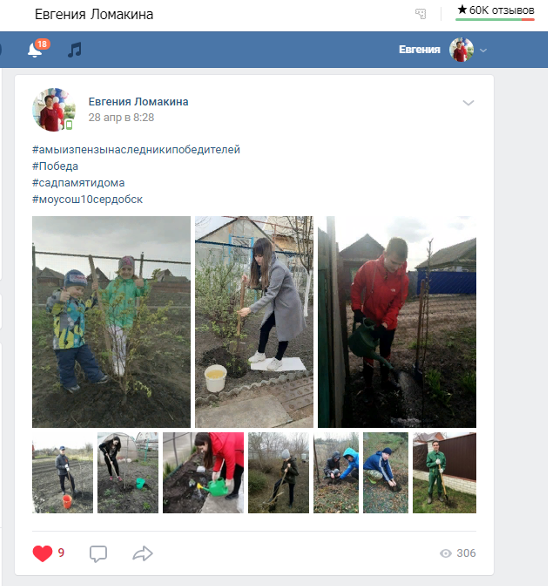 Евгения Ломакина
60K отзывов
18
Евгения
Евгения Ломакина
28 апр в 8:28
#амыизпензынаследникипобедителей
#Победа
#садпамятидома
#моусош10сердобск
9
306